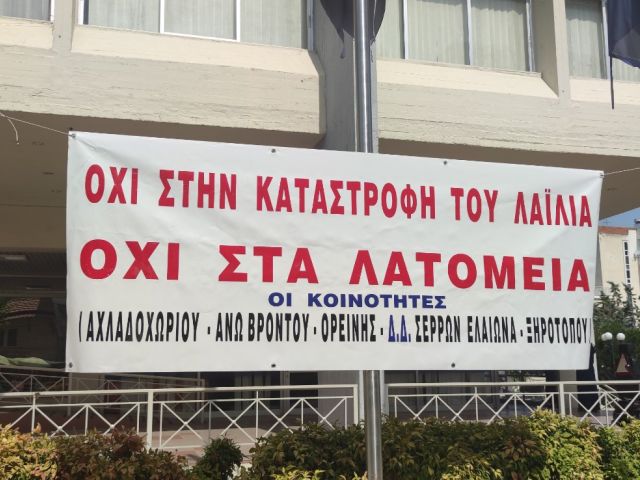 ΟΧΙ ΣΤΗΝ ΚΑΤΑΣΤΡΟΦΗ ΤΟΥ ΛΑΪΛΙΑ
ΟΧΙ ΣΤΑ ΛΑΤΟΜΕΙΑ
ΟΙ ΚΟΙΝΟΤΗΤΕΣ
( ΑΧΛΑΔΟΧΩΡΙΟΥ - ΑΝΩ ΒΡΟΝΤΟΥ - ΟΡΕΙΝΗΣ - Δ.Δ. ΣΕΡΡΩΝ ΕΛΑΙΩΝΑ - ΞΗΡΟΤΟΠΟΥ )